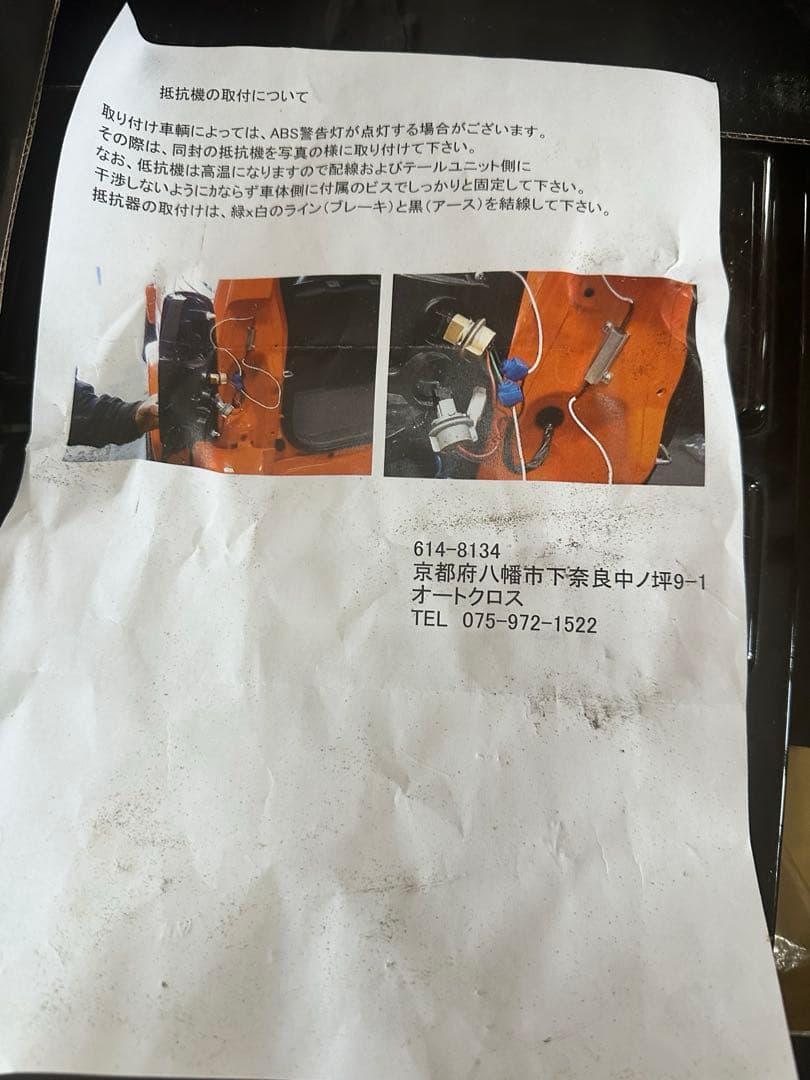 抵抗機の取付について
取り付け車輌によっては、ABS警告灯が点灯する場合がございます。
その際は、同封の抵抗機を写真の様に取り付けて下さい。
なお、低抗機は高温になりますので配線およびテールユニット側に
干渉しないようにかならず車体側に付属のビスでしっかりと固定して下さい。
抵抗器の取付けは、緑x白のライン(ブレーキ)と黒(アース)を結線して下さい。
614-8134
京都府八幡市下奈良中ノ坪9-1
オートクロス
TEL 075-972-1522